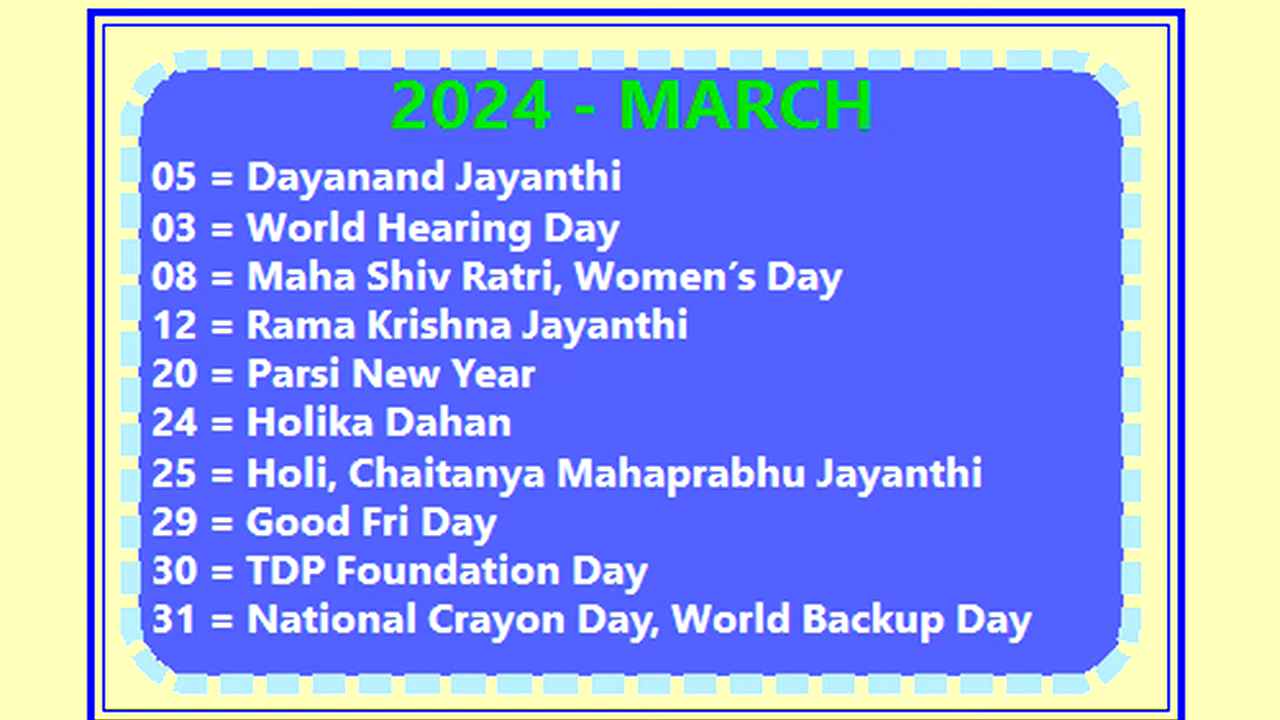 2024 - MARCH
05 = Dayanand Jayanthi
03 = World Hearing Day
08 = Maha Shiv Ratri, Women´s Day
12 = Rama Krishna Jayanthi
20 = Parsi New Year
24 = Holika Dahan
25 = Holi, Chaitanya Mahaprabhu Jayanthi
29 = Good Fri Day
30 = TDP Foundation Day
31 = National Crayon Day, World Backup Day